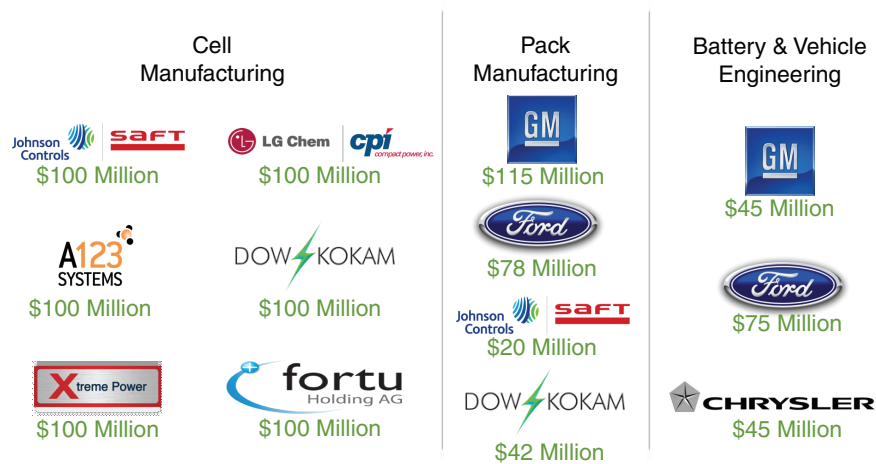 Cell
Manufacturing
Johnson
Controls
SAFT
$100 Million
LG
LG Chem
cpi
compact power, inc.
$100 Million
A123
SYSTEMS
$100 Million
DOW KOKAM
$100 Million
Xtreme Power
$100 Million
fortu
Holding AG
$100 Million
Pack
Manufacturing
GM
$115 Million
Ford
$78 Million
Johnson
Controls
SAFT
$20 Million
DOW KOKAM
$42 Million
Battery & Vehicle
Engineering
GM
$45 Million
Ford
$75 Million
CHRYSLER
$45 Million